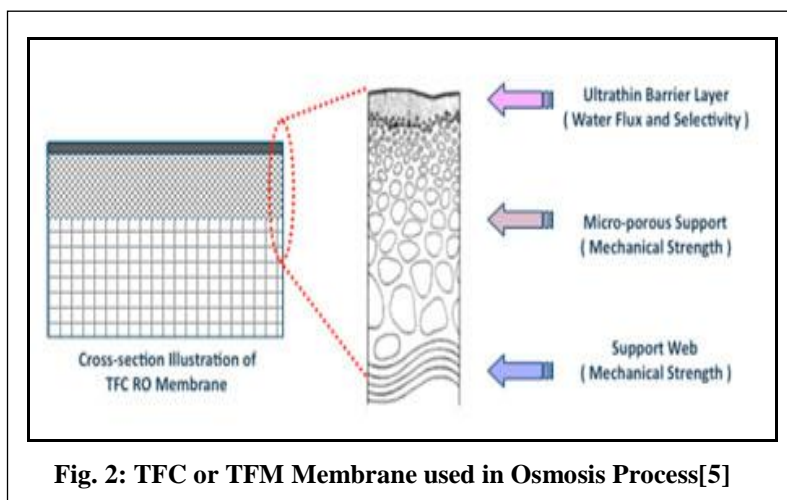 Ultrathin Barrier Layer
( Water Flux and Selectivity )
Micro-porous Support
( Mechanical Strength )
Support Web
( Mechanical Strength )
Cross-section Illustration of
TFC RO Membrane
Fig. 2: TFC or TFM Membrane used in Osmosis Process[5]